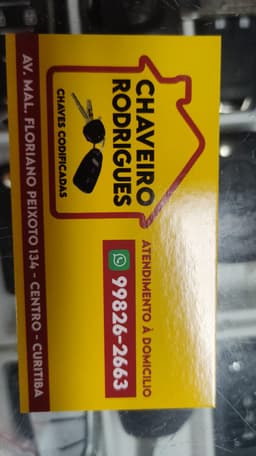 CHAVEIRO
RODRIGUES
CHAVES CODIFICADAS
ATENDIMENTO À DOMICILIO
99826-2663
AV. MAL. FLORIANO PEIXOTO 134 - CENTRO - CURITIBA